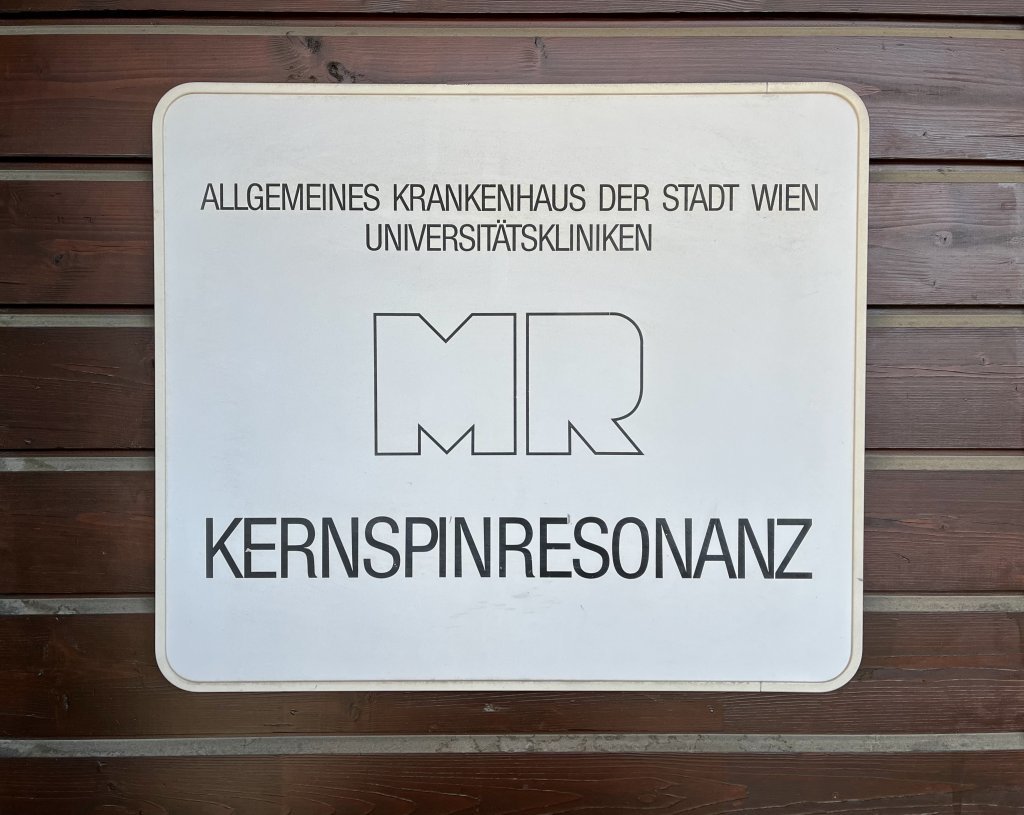 ALLGEMEINES KRANKENHAUS DER STADT WIEN
UNIVERSITÄTSKLINIKEN
MR
KERNSPINRESONANZ